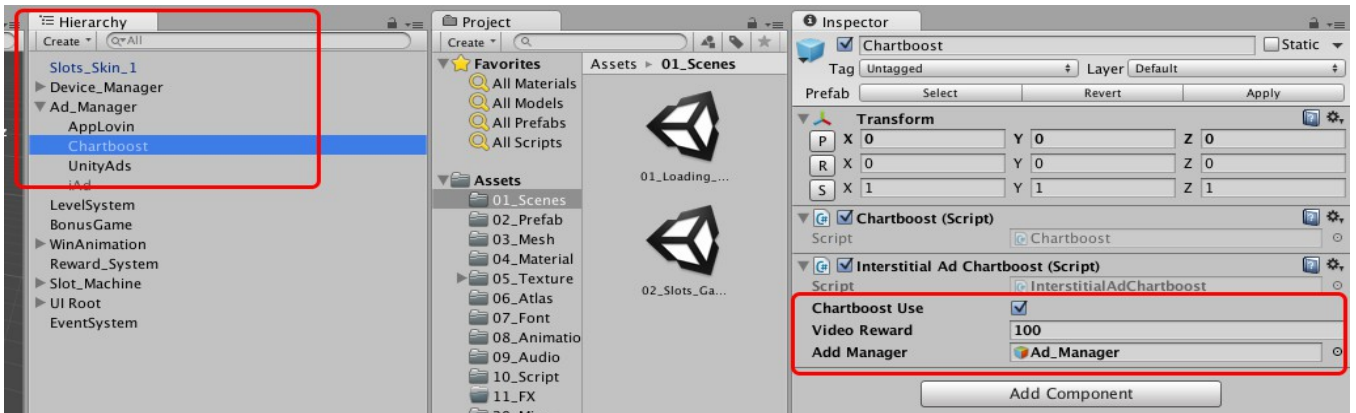 Hierarchy
Create
All
Slots_Skin_1
Device_Manager
Ad_Manager
AppLovin
Chartboost
UnityAds
iAd
LevelSystem
BonusGame
WinAnimation
Reward_System
Slot_Machine
UI Root
EventSystem
Project
Create
Favorites
All Materials
All Models
All Prefabs
All Scripts
Assets
01_Scenes
02_Prefab
03_Mesh
04_Material
05_Texture
06_Atlas
07_Font
08_Animatio
09_Audio
10_Script
11_FX
Assets 01_Scenes
01_Loading_...
02_Slots_Ga...
Inspector
Chartboost Static
Tag Untagged Layer Default
Prefab Select Revert Apply
Transform
P X 0 Y 0 Z 0
R X 0 Y 0 Z 0
S X 1 Y 1 Z 1
Chartboost (Script)
Script Chartboost
Interstitial Ad Chartboost (Script)
Script InterstitialAdChartboost
Chartboost Use
Video Reward 100
Add Manager Ad_Manager
Add Component